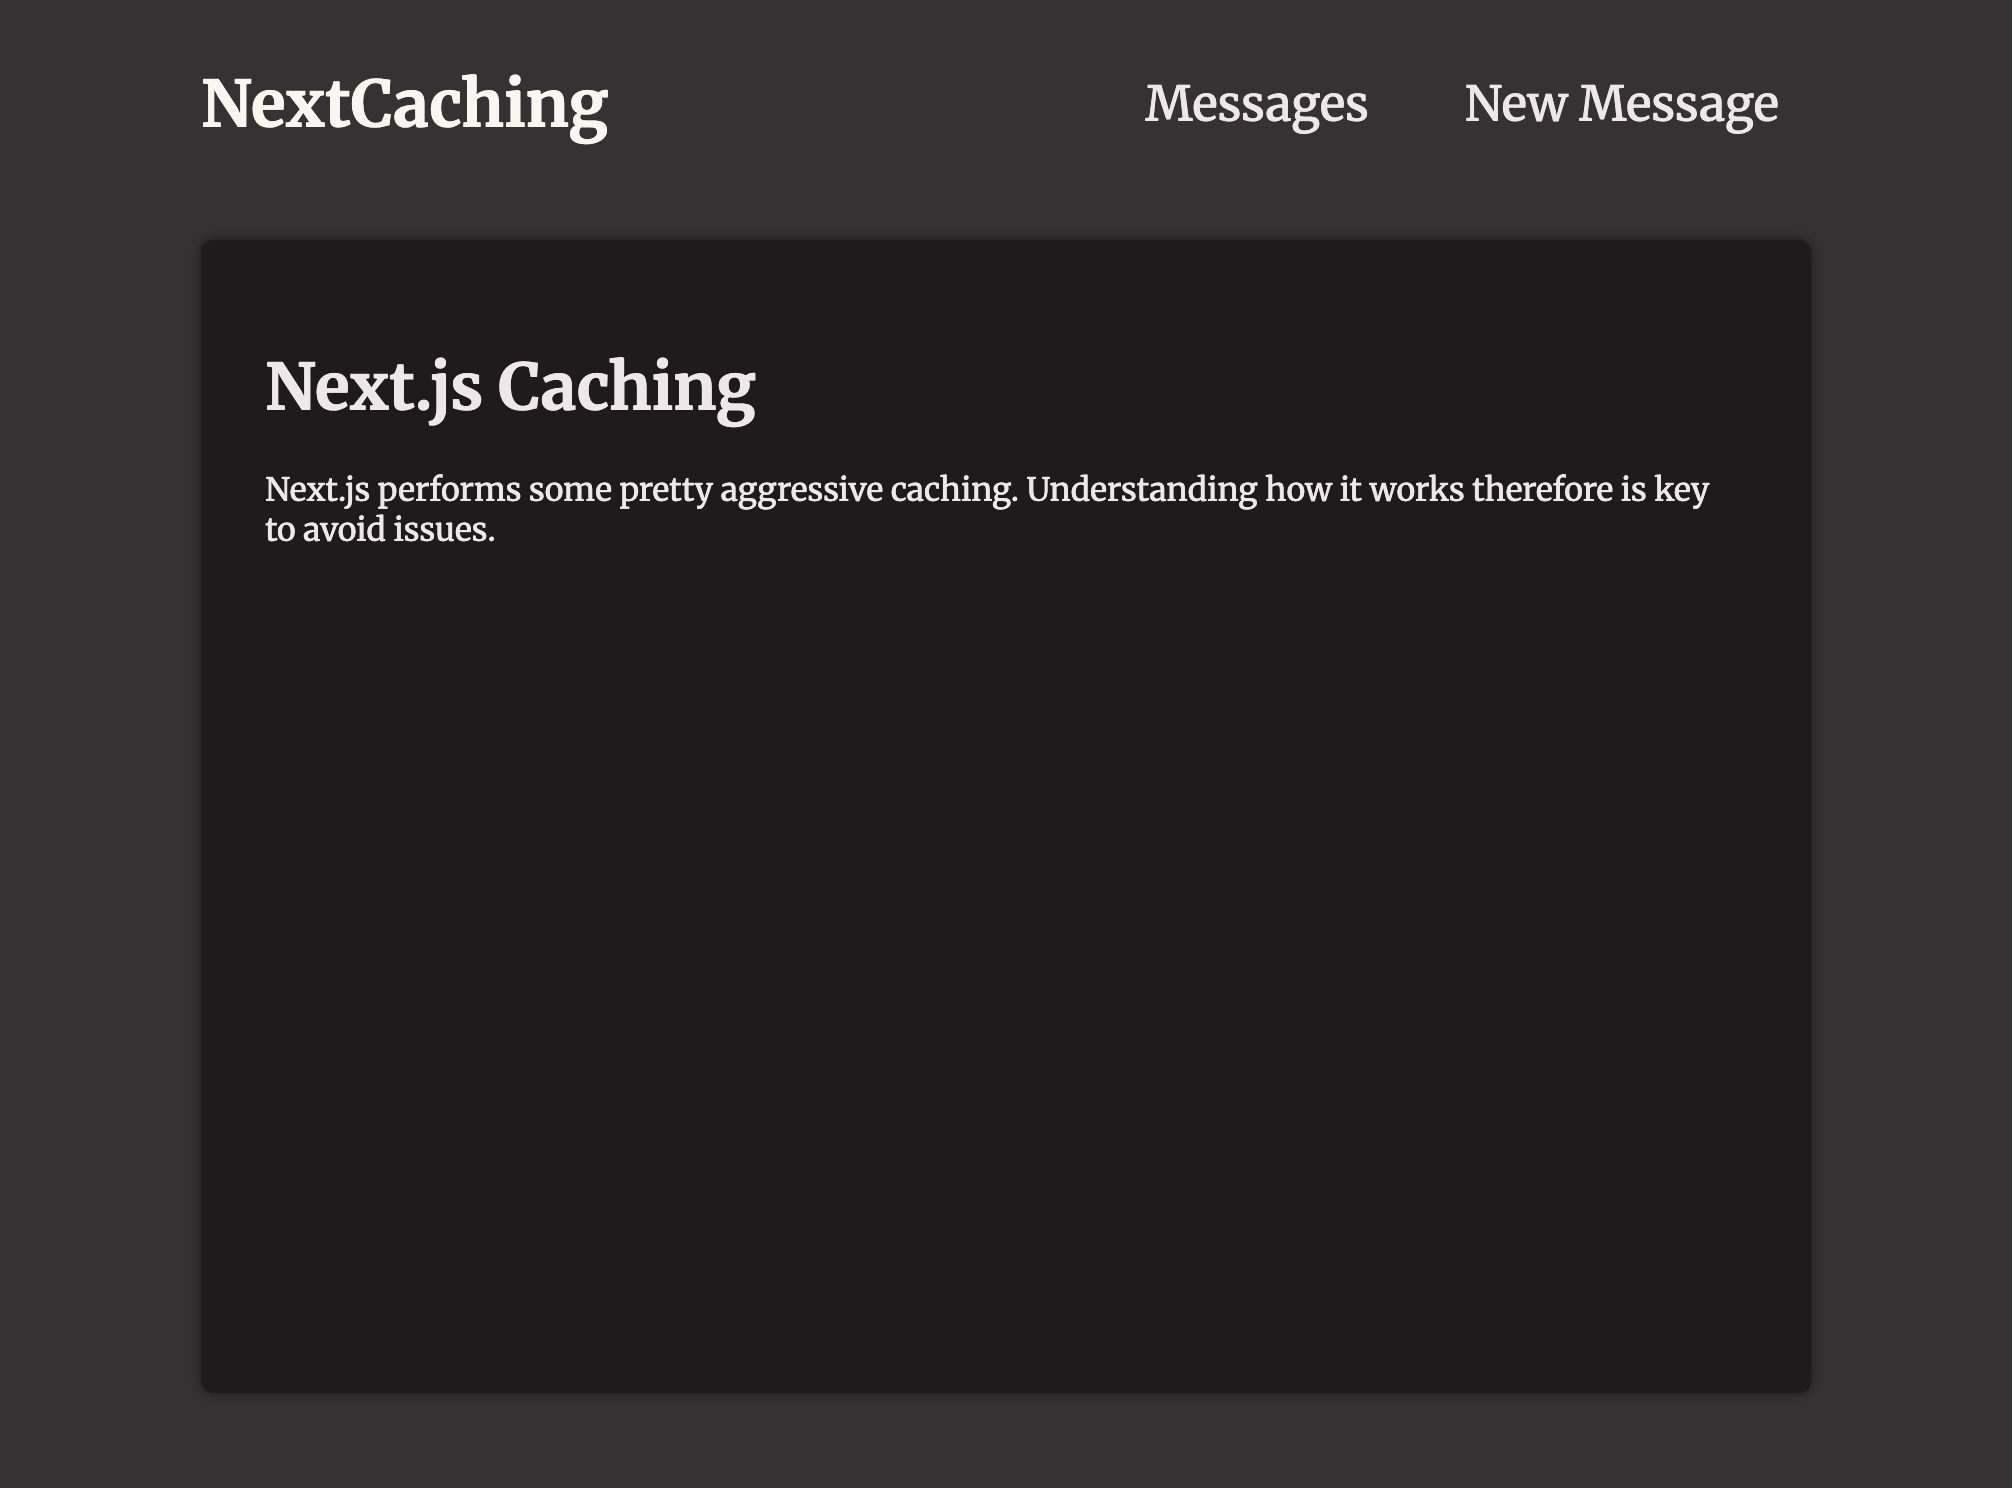 NextCaching
Messages
New Message
Next.js Caching
Next.js performs some pretty aggressive caching. Understanding how it works therefore is key
to avoid issues.